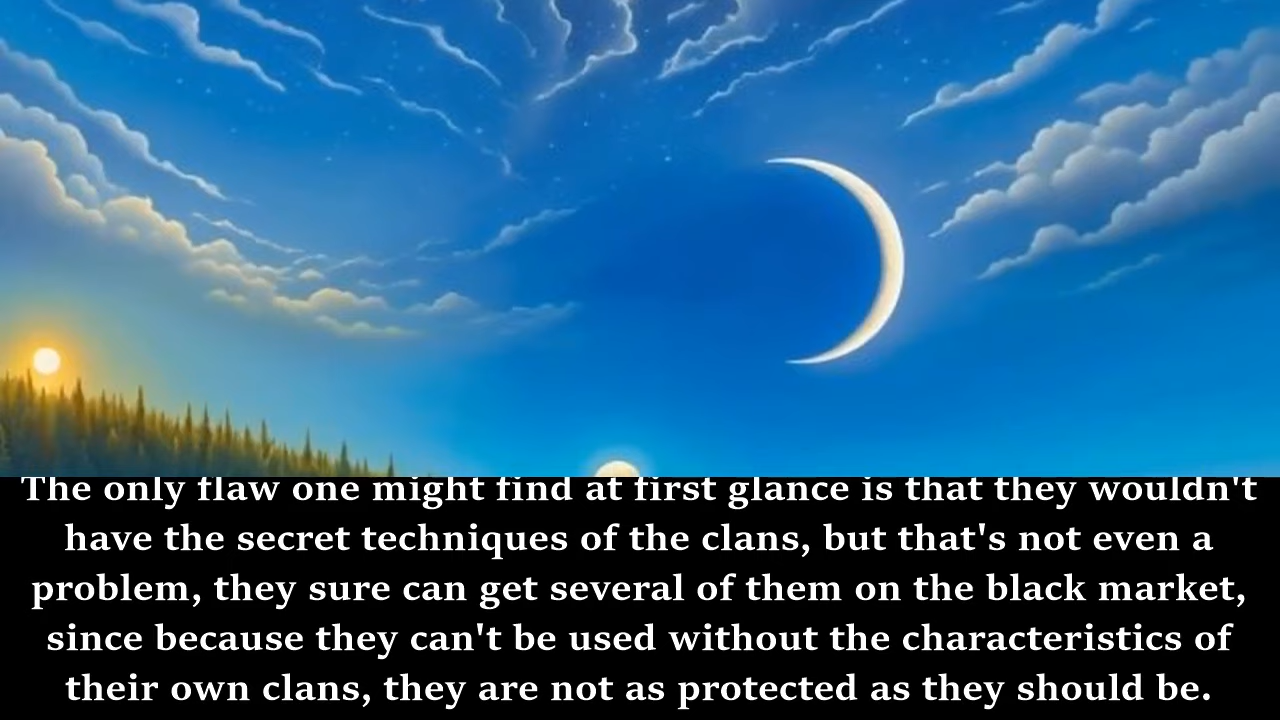 The only flaw one might find at first glance is that they wouldn't
have the secret techniques of the clans, but that's not even a
problem, they sure can get several of them on the black market,
since because they can't be used without the characteristics of
their own clans, they are not as protected as they should be.